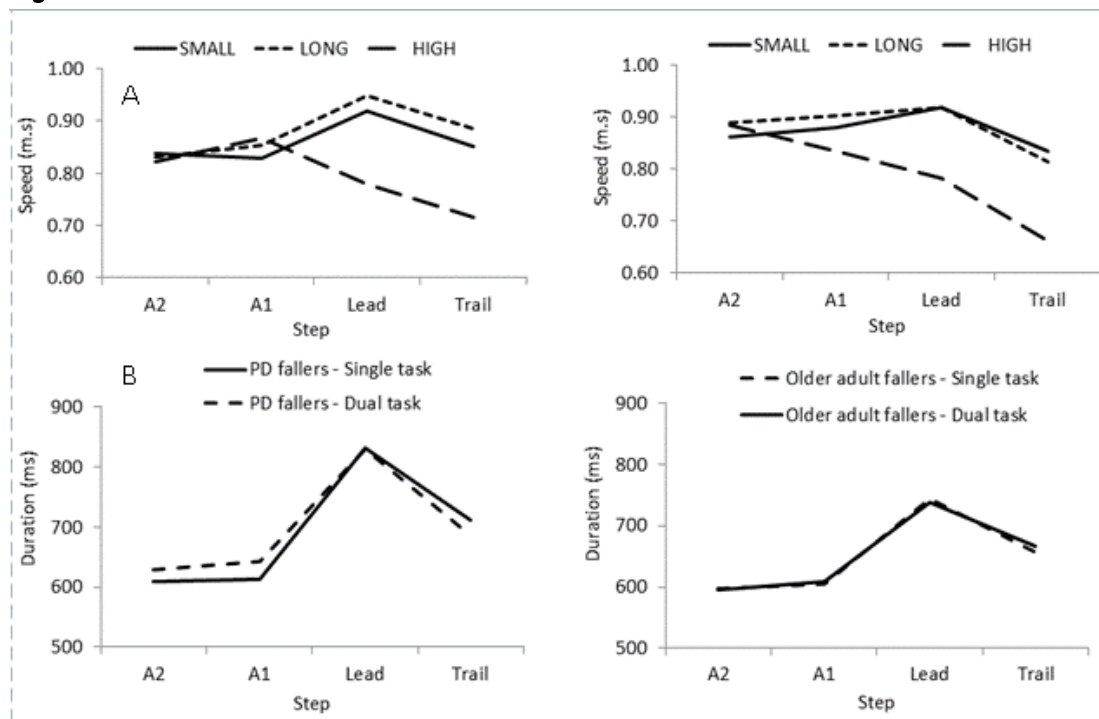 SMALL LONG HIGH
1.00
A
0.90
0.80
0.70
0.60
Speed (m.s)
A2 A1 Lead Trail
Step
SMALL LONG HIGH
1.00
0.90
0.80
0.70
0.60
Speed (m.s)
A2 A1 Lead Trail
Step
B
PD fallers - Single task
PD fallers - Dual task
900
800
700
600
500
Duration (ms)
A2 A1 Lead Trail
Step
Older adult fallers - Single task
Older adult fallers - Dual task
900
800
700
600
500
Duration (ms)
A2 A1 Lead Trail
Step